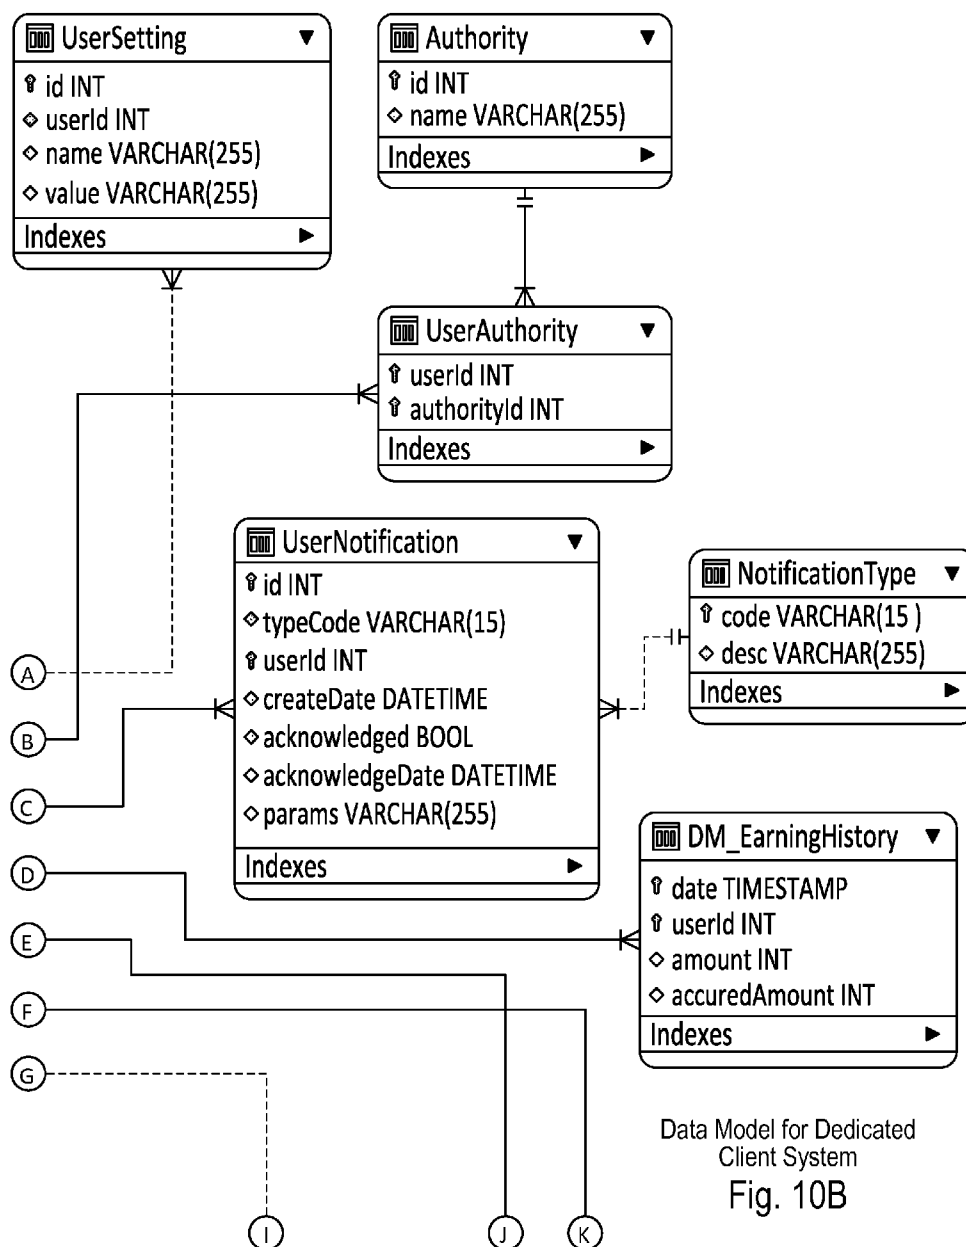 UserSetting
id INT
userId INT
name VARCHAR(255)
value VARCHAR(255)
Indexes
Authority
id INT
name VARCHAR(255)
Indexes
UserAuthority
userId INT
authorityId INT
Indexes
UserNotification
id INT
typeCode VARCHAR(15)
userId INT
createDate DATETIME
acknowledged BOOL
acknowledgeDate DATETIME
params VARCHAR(255)
Indexes
NotificationType
code VARCHAR(15 )
desc VARCHAR(255)
Indexes
DM_EarningHistory
date TIMESTAMP
userId INT
amount INT
accuredAmount INT
Indexes
A
B
C
D
E
F
G
I
J
K
Data Model for Dedicated
Client System
Fig. 10B